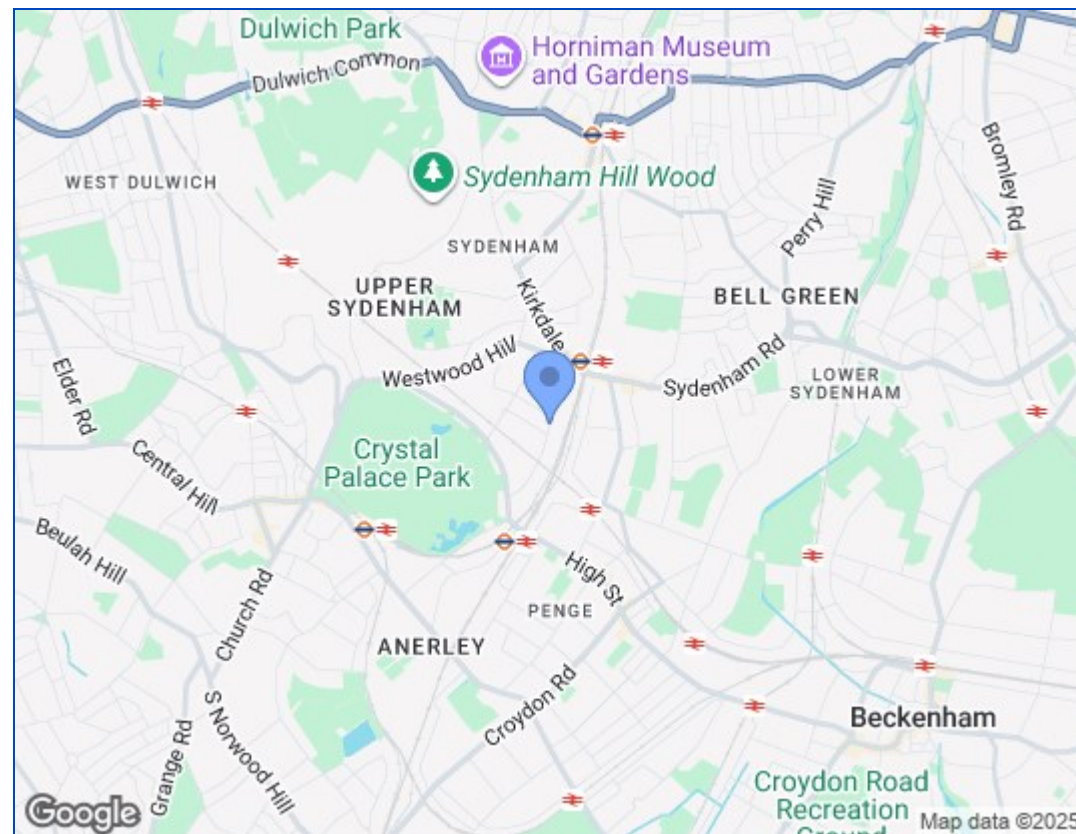 Dulwich Park
Horniman Museum
and Gardens
Dulwich Common
Bromley Rd
Sydenham Hill Wood
WEST DULWICH
Perry Hill
SYDENHAM
UPPER
SYDENHAM
BELL GREEN
Kirkdale
Westwood Hill
Sydenham Rd
LOWER
SYDENHAM
Elder Rd
Crystal
Palace Park
Central Hill
Beulah Hill
High St
Church Rd
PENGE
ANERLEY
Croydon Rd
S Norwood Hill
Grange Rd
Beckenham
Croydon Road
Recreation
Ground
Google
Map data ©2025